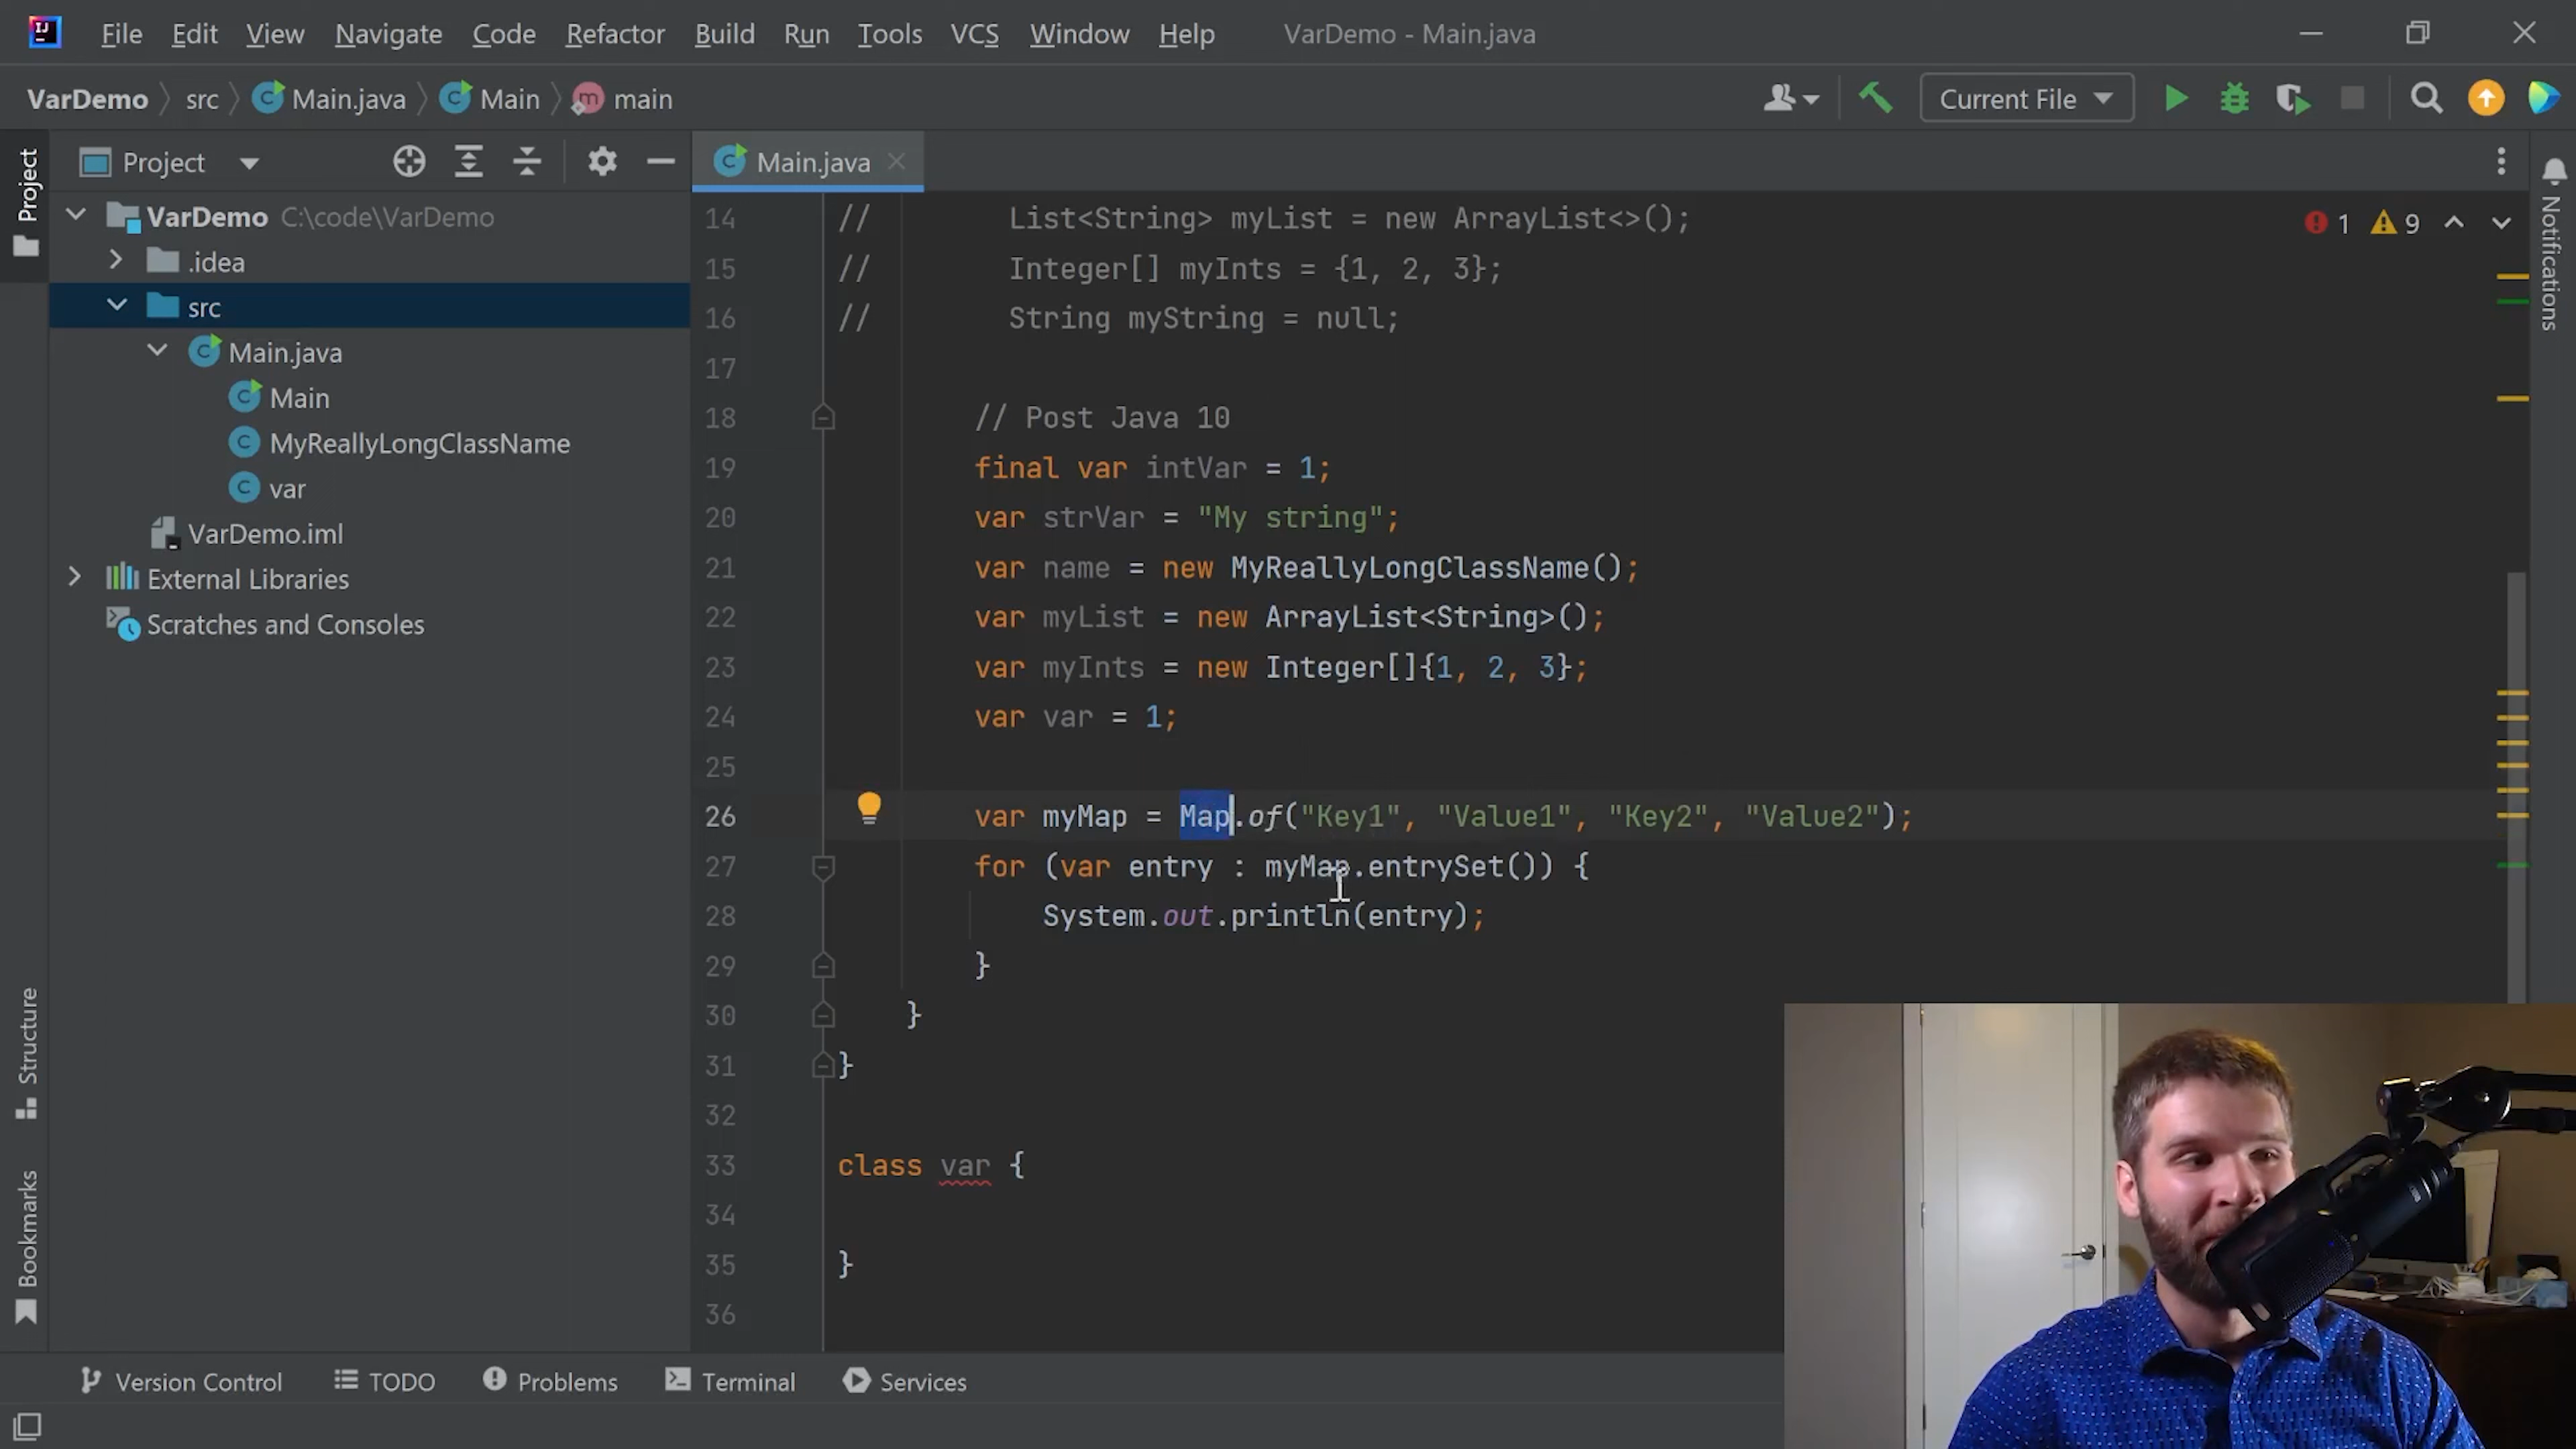 File Edit View Navigate Code Refactor Build Run Tools VCS Window Help VarDemo - Main.java
VarDemo src Main.java Main main Current File
Project
Project
Main.java
VarDemo C:\code\VarDemo
.idea
src
Main.java
Main
MyReallyLongClassName
var
VarDemo.iml
External Libraries
Scratches and Consoles
1 9
14 // List<String> myList = new ArrayList<>();
15 // Integer[] myInts = {1, 2, 3};
16 // String myString = null;
17
18 // Post Java 10
19 final var intVar = 1;
20 var strVar = "My string";
21 var name = new MyReallyLongClassName();
22 var myList = new ArrayList<String>();
23 var myInts = new Integer[]{1, 2, 3};
24 var var = 1;
25
26 var myMap = Map.of("Key1", "Value1", "Key2", "Value2");
27 for (var entry : myMap.entrySet()) {
28 System.out.println(entry);
29 }
30 }
31 }
32
33 class var {
34
35 }
36
Notifications
Structure
Bookmarks
Version Control TODO Problems Terminal Services